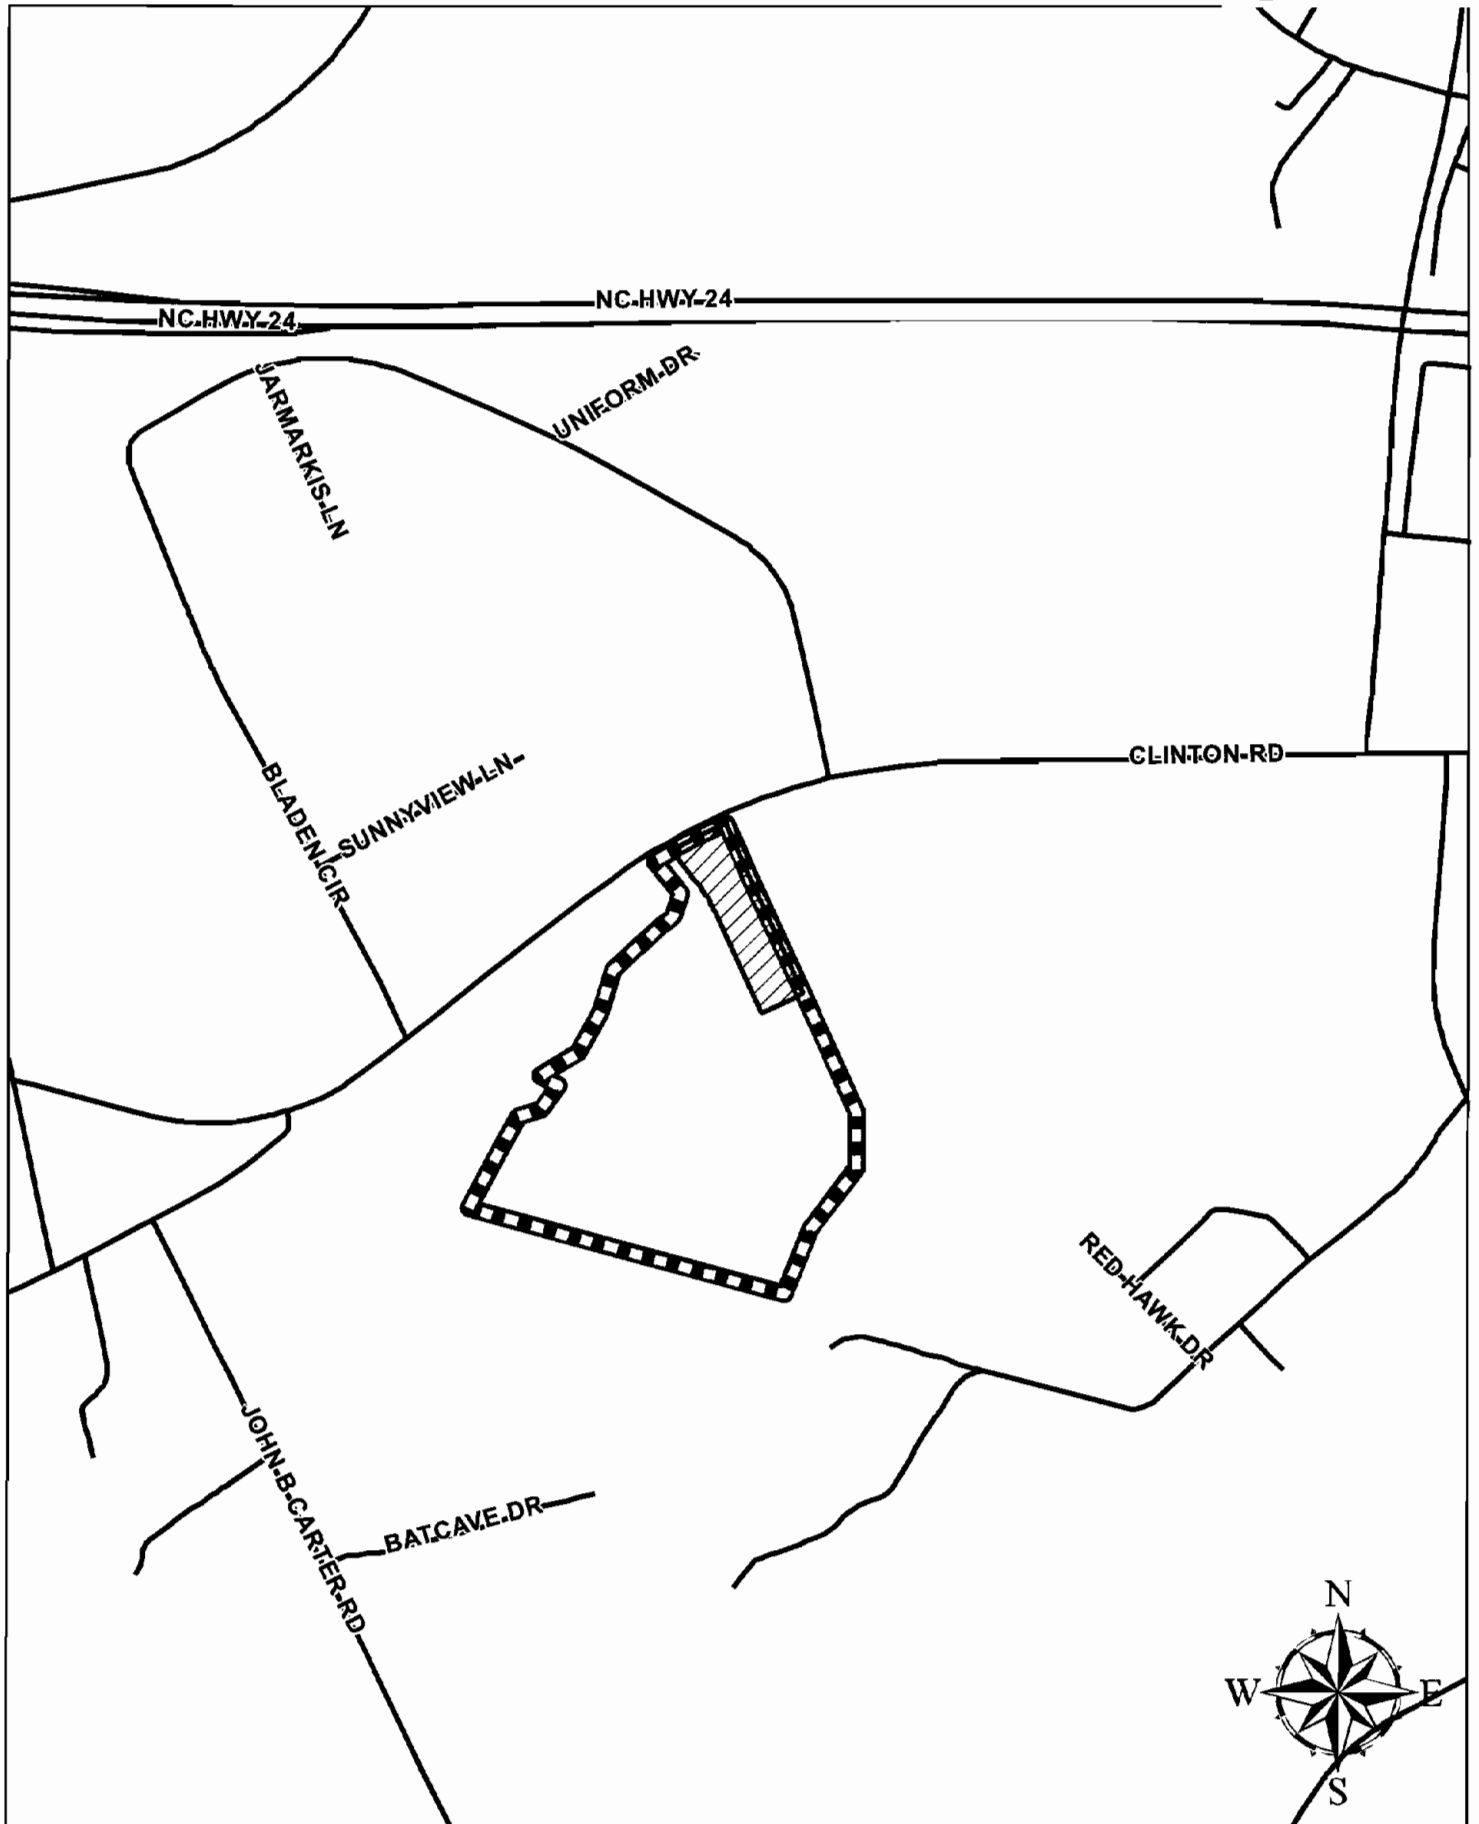 NC HWY 24
NC HWY 24
JARMARKIS LN
UNIFORM DR
CLINTON RD
BLADEN CIR
SUNNYVIEW LN
RED HAWK DR
JOHN B CARTER RD
BATCAVE DR
N
W
E
S